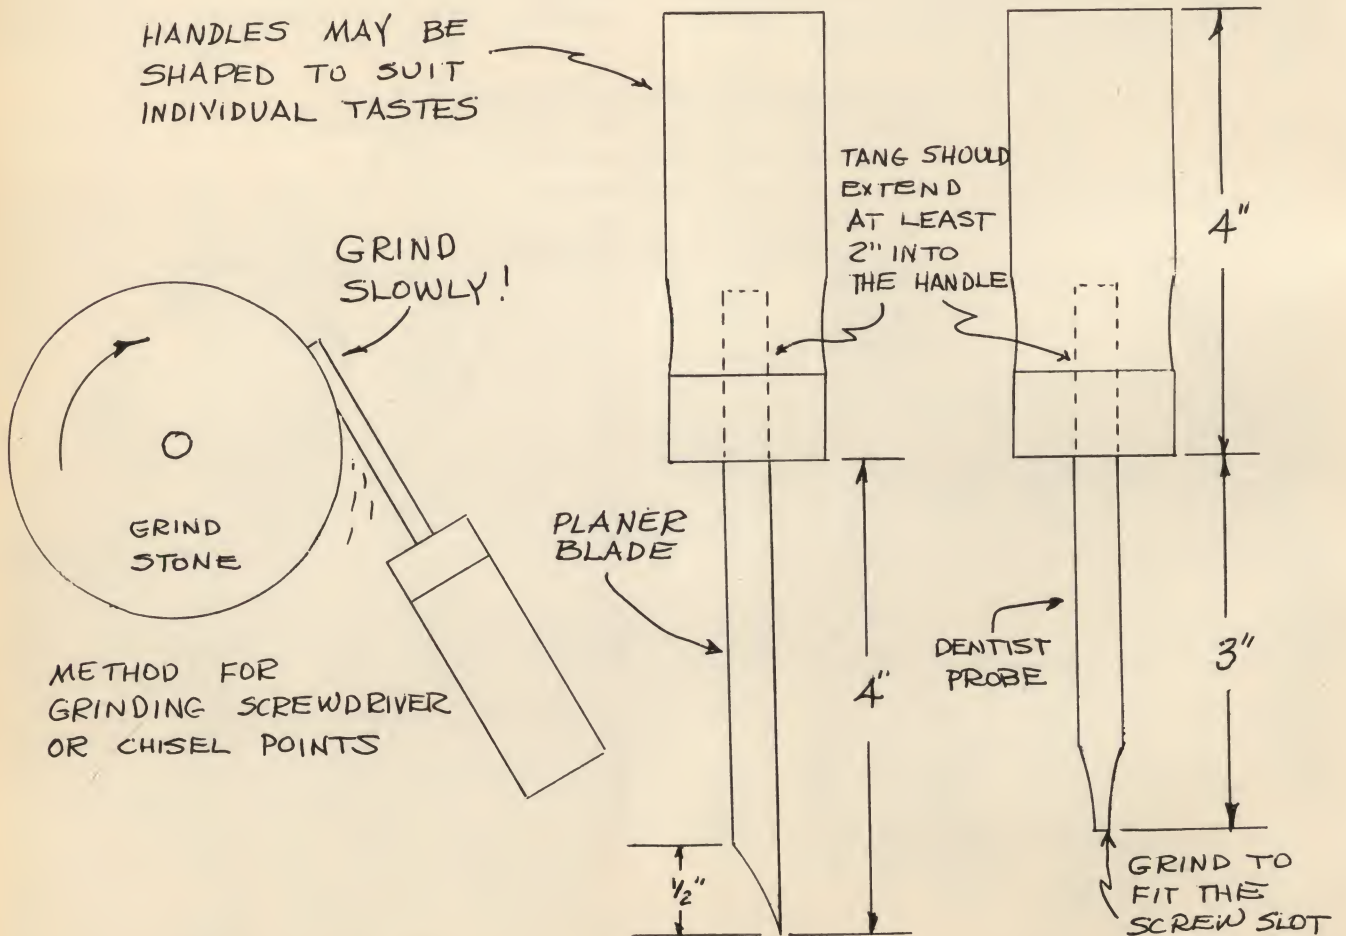 HANDLES MAY BE
SHAPED TO SUIT
INDIVIDUAL TASTES
TANG SHOULD
EXTEND
AT LEAST
2" INTO
THE HANDLE
4"
GRIND
SLOWLY!
GRIND
STONE
METHOD FOR
GRINDING SCREWDRIVER
OR CHISEL POINTS
PLANER
BLADE
4"
1/2"
DENTIST
PROBE
3"
GRIND TO
FIT THE
SCREW SLOT